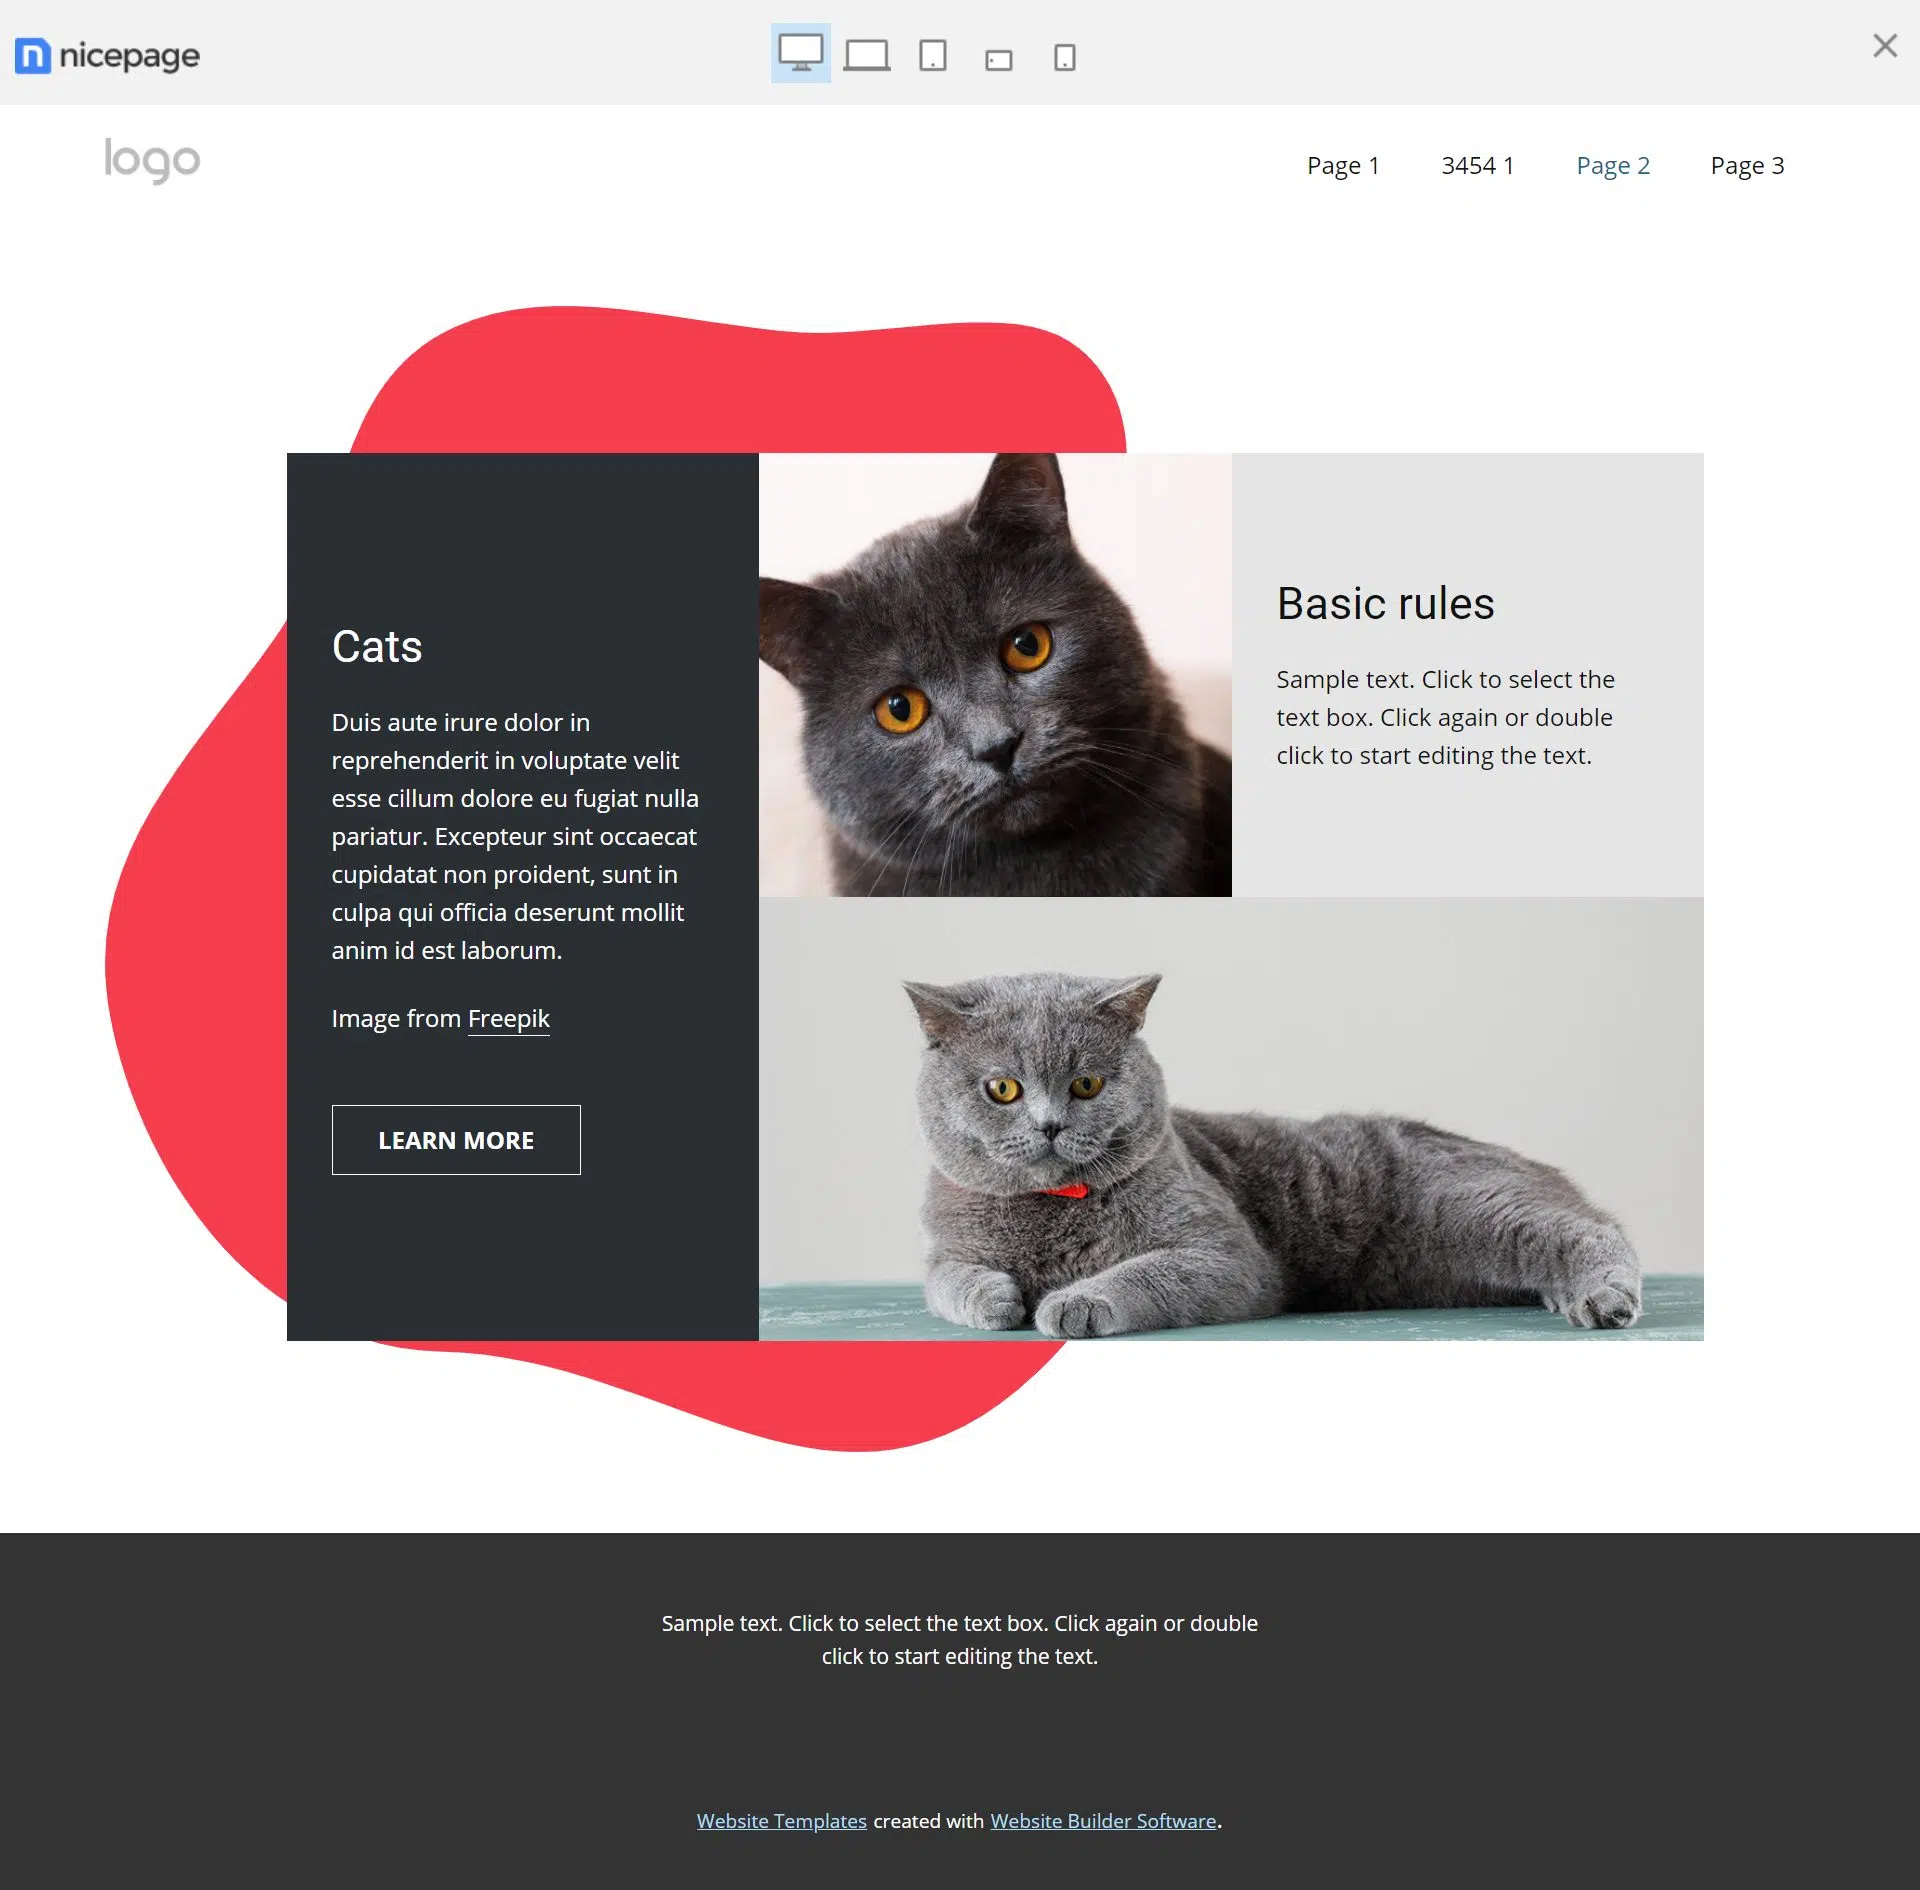 nicepage
logo
Page 1
3454 1
Page 2
Page 3
Cats
Duis aute irure dolor in
reprehenderit in voluptate velit
esse cillum dolore eu fugiat nulla
pariatur. Excepteur sint occaecat
cupidatat non proident, sunt in
culpa qui officia deserunt mollit
anim id est laborum.
Image from Freepik
LEARN MORE
Basic rules
Sample text. Click to select the
text box. Click again or double
click to start editing the text.
Sample text. Click to select the text box. Click again or double
click to start editing the text.
Website Templates created with Website Builder Software.